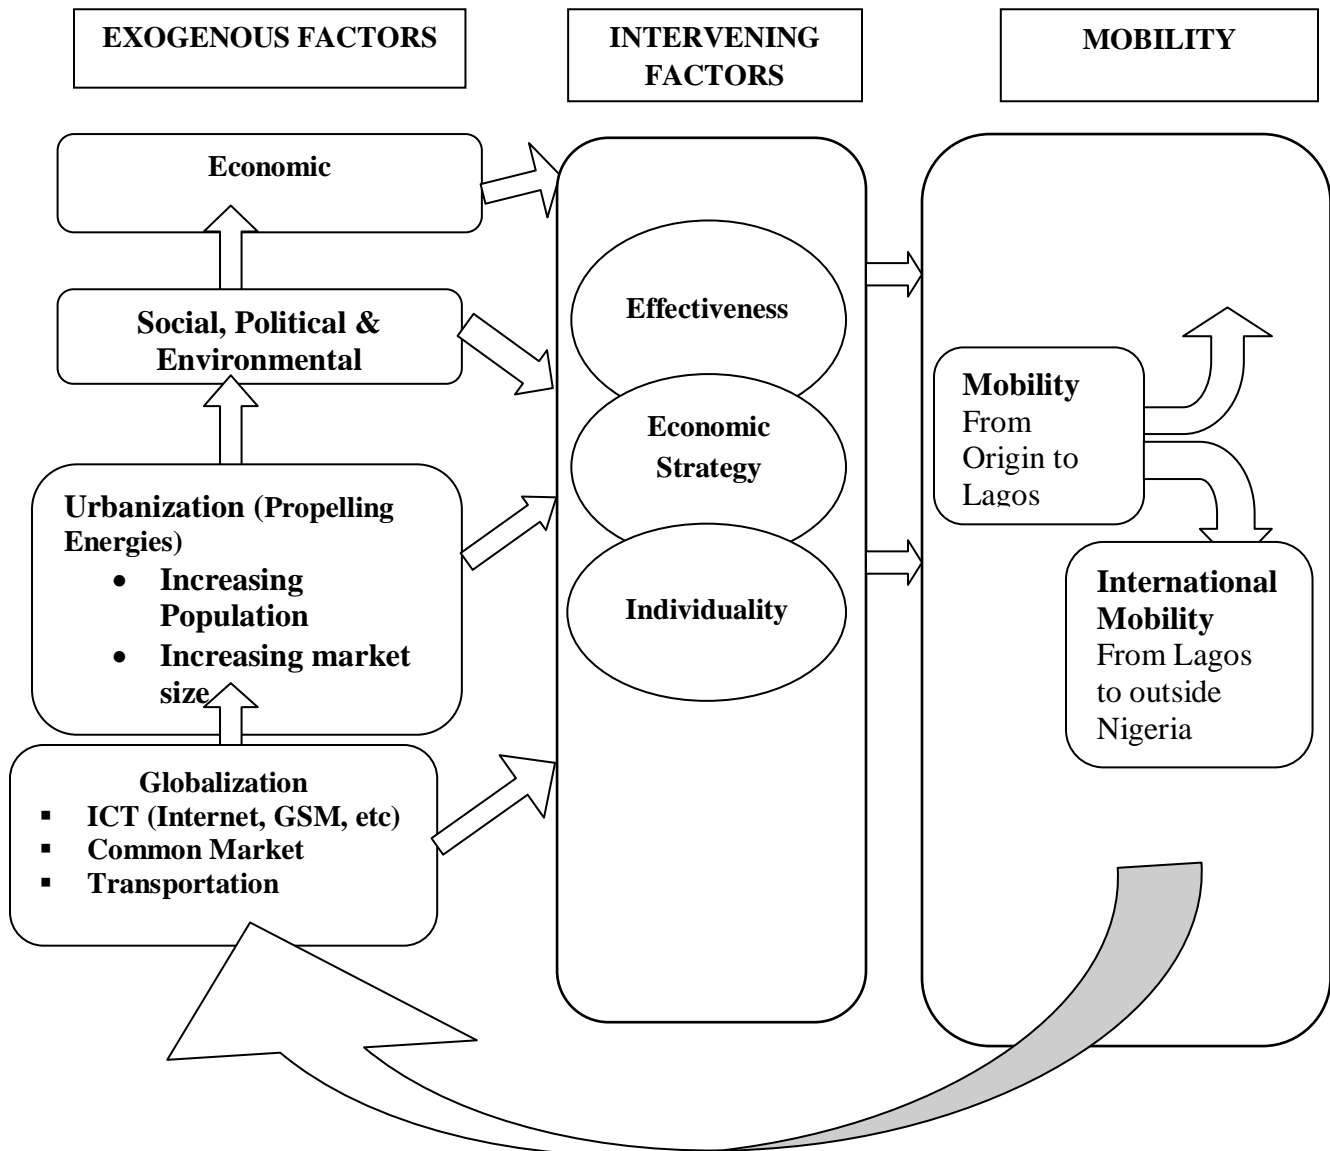 EXOGENOUS FACTORS
INTERVENING
FACTORS
MOBILITY
Economic
Social, Political &
Environmental
Urbanization (Propelling
Energies)
• Increasing
Population
• Increasing market
size
Globalization
▪ ICT (Internet, GSM, etc)
▪ Common Market
▪ Transportation
Effectiveness
Economic
Strategy
Individuality
Mobility
From
Origin to
Lagos
International
Mobility
From Lagos
to outside
Nigeria